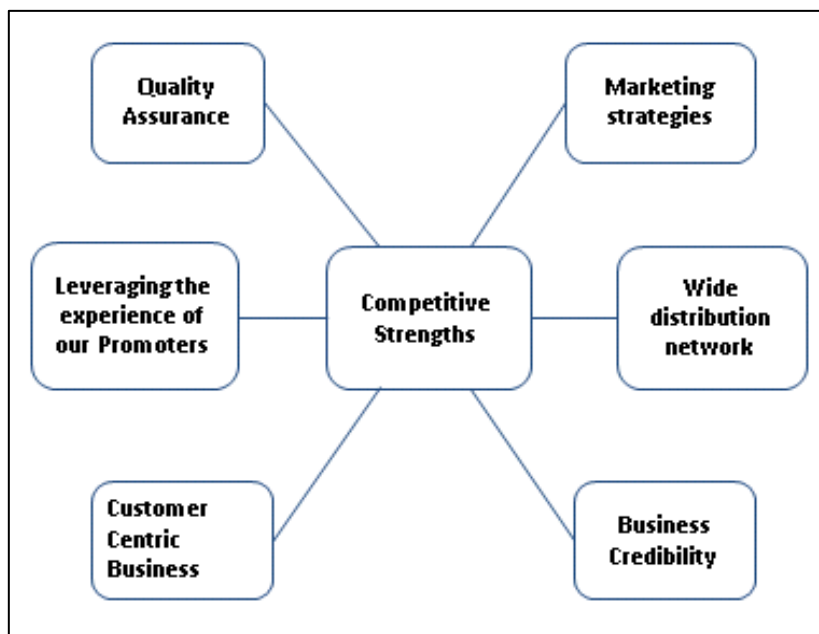 Quality
Assurance
Marketing
strategies
Leveraging the
experience of
our Promoters
Competitive
Strengths
Wide
distribution
network
Customer
Centric
Business
Business
Credibility